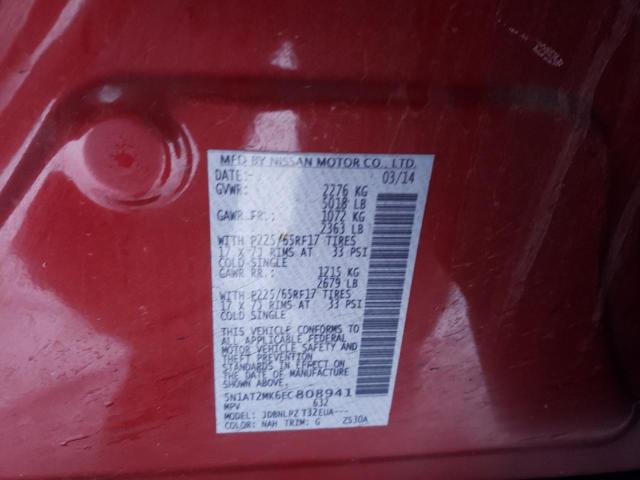 MFD BY NISSAN MOTOR CO., LTD.
DATE: 03/14
GVWR: 2276 KG
5018 LB
GAWR FR.: 1072 KG
2363 LB
WITH P225/65RF17 TIRES
17 X 7J RIMS AT 33 PSI
COLD SINGLE
GAWR RR.: 1215 KG
2679 LB
WITH P225/65RF17 TIRES
17 X 7J RIMS AT 33 PSI
COLD SINGLE
THIS VEHICLE CONFORMS TO
ALL APPLICABLE FEDERAL
MOTOR VEHICLE SAFETY AND
THEFT PREVENTION
STANDARDS IN EFFECT ON
THE DATE OF MANUFACTURE
SHOWN ABOVE.
5N1AT2MK6EC808941
MPV 632
MODEL: JDBNLPZ T32EUA---
COLOR: NAH TRIM: G ZS30A